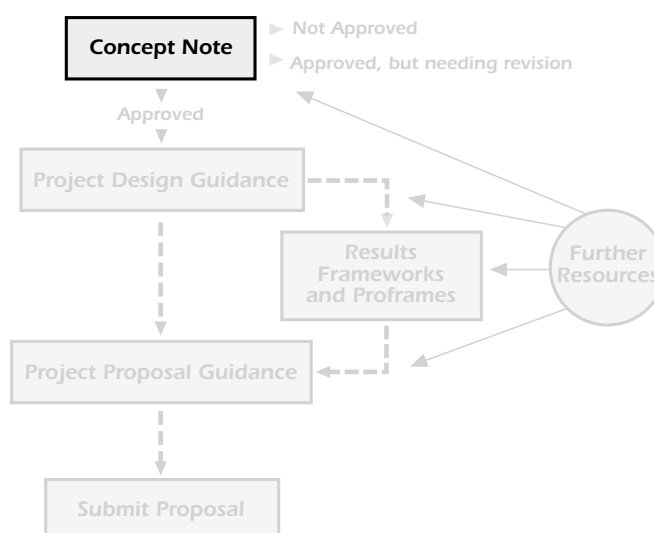 Concept Note
Not Approved
Approved, but needing revision
Approved
Project Design Guidance
Results
Frameworks
and Proframes
Further
Resources
Project Proposal Guidance
Submit Proposal